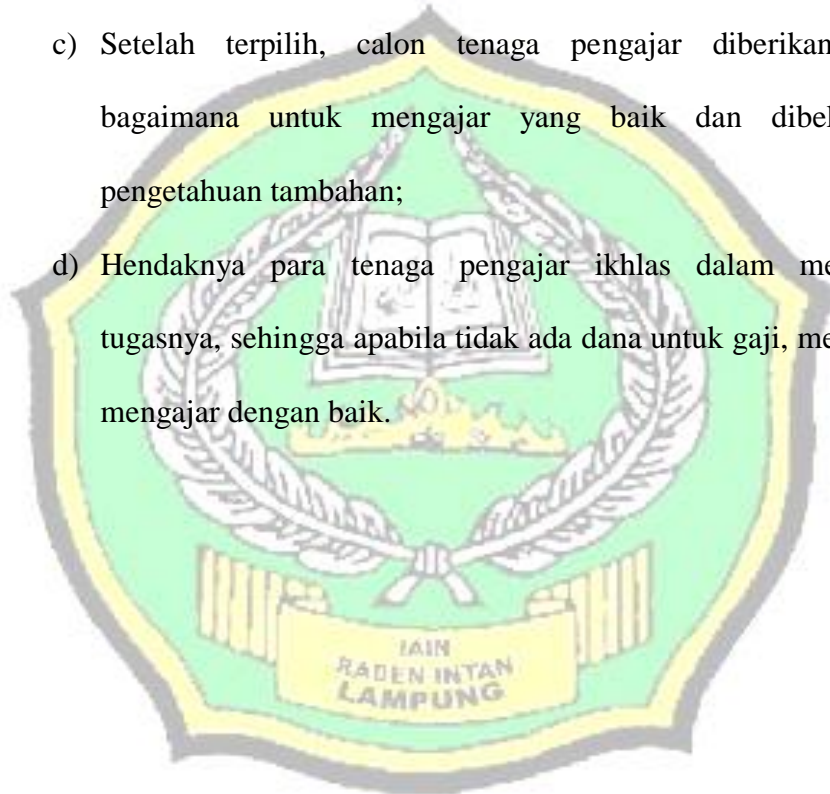 c) Setelah terpilih, calon tenaga pengajar diberikan
bagaimana untuk mengajar yang baik dan dibel
pengetahuan tambahan;
d) Hendaknya para tenaga pengajar ikhlas dalam me
tugasnya, sehingga apabila tidak ada dana untuk gaji, me
mengajar dengan baik.
IAIN
RADEN INTAN
LAMPUNG